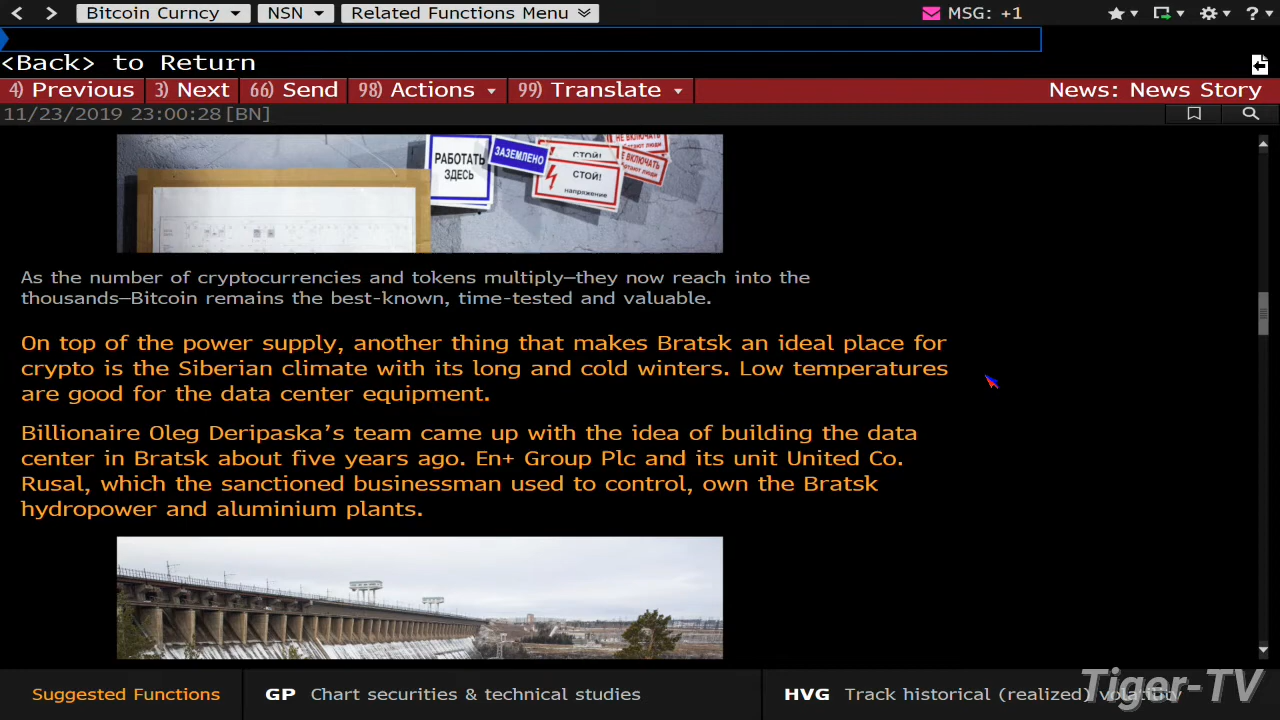 Bitcoin Curncy NSN Related Functions Menu MSG: +1 ?
<Back> to Return
4) Previous 3) Next 66) Send 98) Actions 99) Translate News: News Story
11/23/2019 23:00:28 [BN]
РАБОТАТЬ
ЗДЕСЬ
ЗАЗЕМЛЕНО
СТОЙ!
СТОЙ!
напряжение
НЕ ВКЛЮЧАТЬ
работают люди
НЕ ВКЛЮЧАТЬ
работают люди
As the number of cryptocurrencies and tokens multiply—they now reach into the
thousands—Bitcoin remains the best-known, time-tested and valuable.
On top of the power supply, another thing that makes Bratsk an ideal place for
crypto is the Siberian climate with its long and cold winters. Low temperatures
are good for the data center equipment.
Billionaire Oleg Deripaska’s team came up with the idea of building the data
center in Bratsk about five years ago. En+ Group Plc and its unit United Co.
Rusal, which the sanctioned businessman used to control, own the Bratsk
hydropower and aluminium plants.
Suggested Functions GP Chart securities & technical studies HVG Track historical (realized) volatility
Tiger-TV